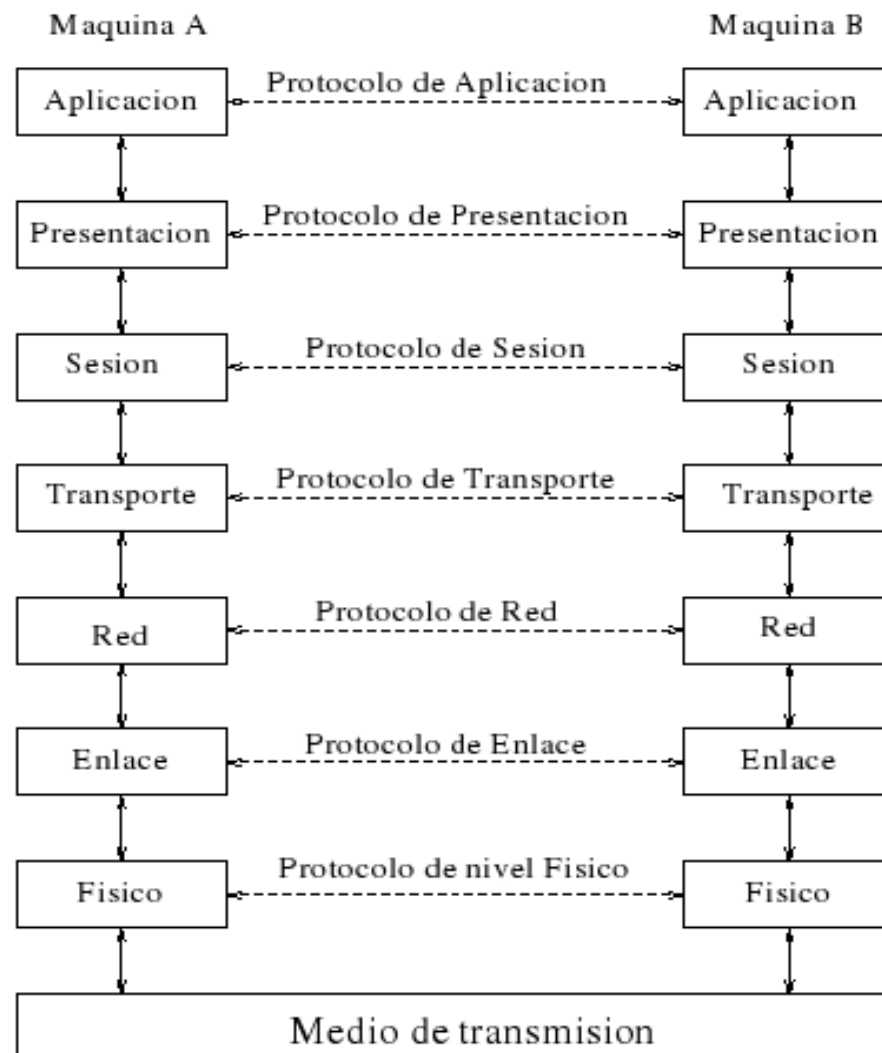 Maquina A
Maquina B
Aplicacion
Protocolo de Aplicacion
Aplicacion
Presentacion
Protocolo de Presentacion
Presentacion
Sesion
Protocolo de Sesion
Sesion
Transporte
Protocolo de Transporte
Transporte
Red
Protocolo de Red
Red
Enlace
Protocolo de Enlace
Enlace
Fisico
Protocolo de nivel Fisico
Fisico
Medio de transmision